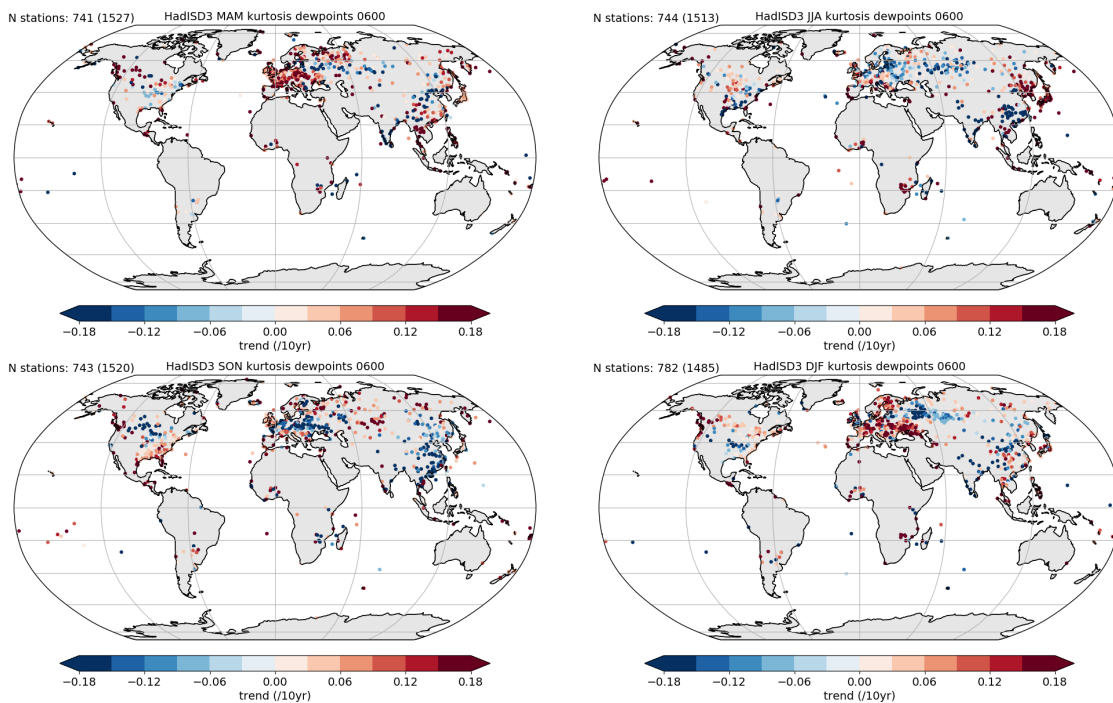 N stations: 741 (1527)
HadISD3 MAM kurtosis dewpoints 0600
−0.18 −0.12 −0.06 0.00 0.06 0.12 0.18
trend (/10yr)
N stations: 744 (1513)
HadISD3 JJA kurtosis dewpoints 0600
−0.18 −0.12 −0.06 0.00 0.06 0.12 0.18
trend (/10yr)
N stations: 743 (1520)
HadISD3 SON kurtosis dewpoints 0600
−0.18 −0.12 −0.06 0.00 0.06 0.12 0.18
trend (/10yr)
N stations: 782 (1485)
HadISD3 DJF kurtosis dewpoints 0600
−0.18 −0.12 −0.06 0.00 0.06 0.12 0.18
trend (/10yr)